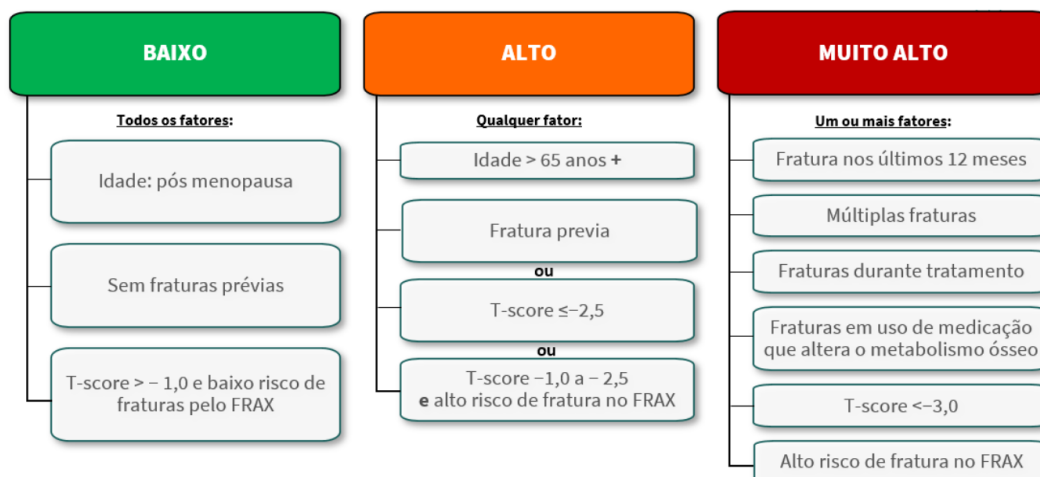 BAIXO
Todos os fatores:
Idade: pós menopausa
Sem fraturas prévias
T-score > − 1,0 e baixo risco de
fraturas pelo FRAX
ALTO
Qualquer fator:
Idade > 65 anos +
Fratura previa
ou
T-score ≤−2,5
ou
T-score −1,0 a − 2,5
e alto risco de fratura no FRAX
MUITO ALTO
Um ou mais fatores:
Fratura nos últimos 12 meses
Múltiplas fraturas
Fraturas durante tratamento
Fraturas em uso de medicação
que altera o metabolismo ósseo
T-score <−3,0
Alto risco de fratura no FRAX